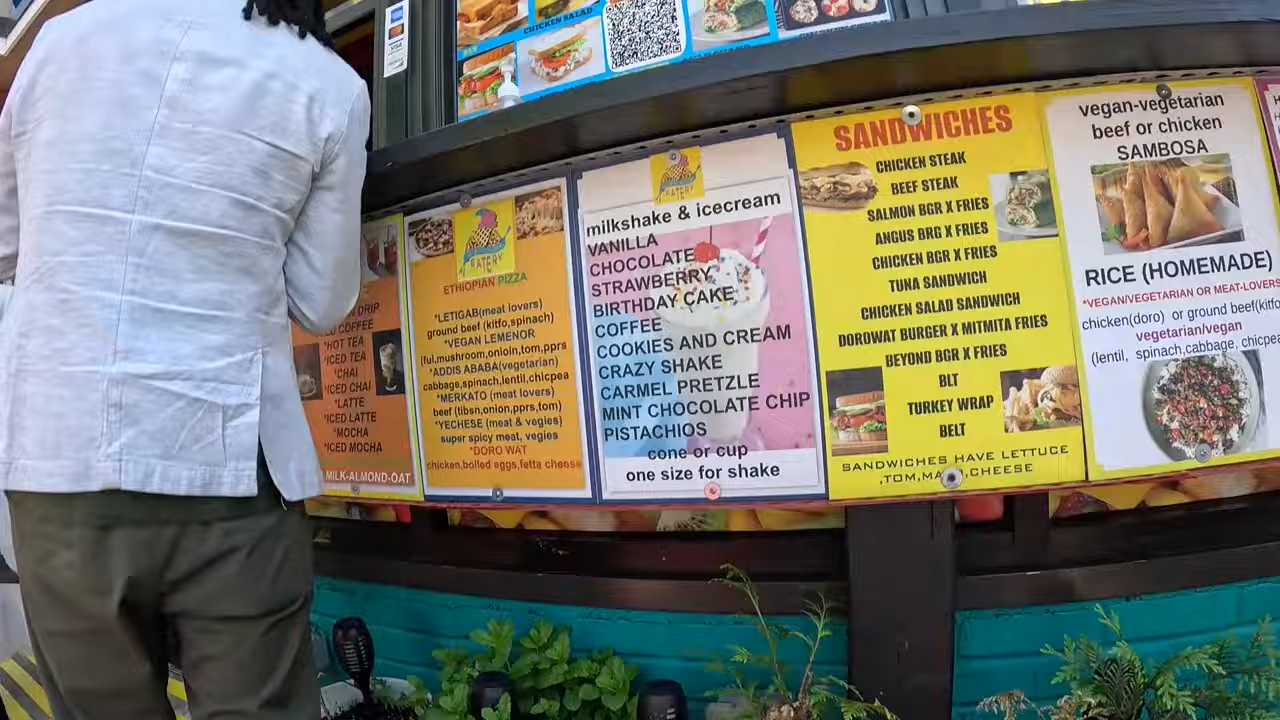 VISA
CHICKEN SALAD
DRIP
COFFEE
*HOT TEA
*ICED TEA
*CHAI
*ICED CHAI
*LATTE
*ICED LATTE
*MOCHA
*ICED MOCHA
MILK-ALMOND-OAT
EATERY
ETHIOPIAN PIZZA
*LETIGAB(meat lovers)
ground beef (kitfo,spinach)
*VEGAN LEMENOR
(ful,mushroom,onioin,tom,pprs
*ADDIS ABABA(vegetarian)
cabbage,spinach,lentil,chicpea
*MERKATO (meat lovers)
beef (tibsn,onion,pprs,tom)
*YECHESE (meat & vegies)
super spicy meat, vegies
*DORO WAT
chicken,boiled eggs,fetta cheese
EATERY
milkshake & icecream
VANILLA
CHOCOLATE
STRAWBERRY
BIRTHDAY CAKE
COFFEE
COOKIES AND CREAM
CRAZY SHAKE
CARMEL PRETZLE
MINT CHOCOLATE CHIP
PISTACHIOS
cone or cup
one size for shake
SANDWICHES
CHICKEN STEAK
BEEF STEAK
SALMON BGR X FRIES
ANGUS BRG X FRIES
CHICKEN BGR X FRIES
TUNA SANDWICH
CHICKEN SALAD SANDWICH
DOROWAT BURGER X MITMITA FRIES
BEYOND BGR X FRIES
BLT
TURKEY WRAP
BELT
SANDWICHES HAVE LETTUCE
,TOM, ,CHEESE
vegan-vegetarian
beef or chicken
SAMBOSA
RICE (HOMEMADE)
*VEGAN/VEGETARIAN OR MEAT-LOVERS
chicken(doro) or ground beef(kitf
vegetarian/vegan
(lentil, spinach,cabbage, chicpea